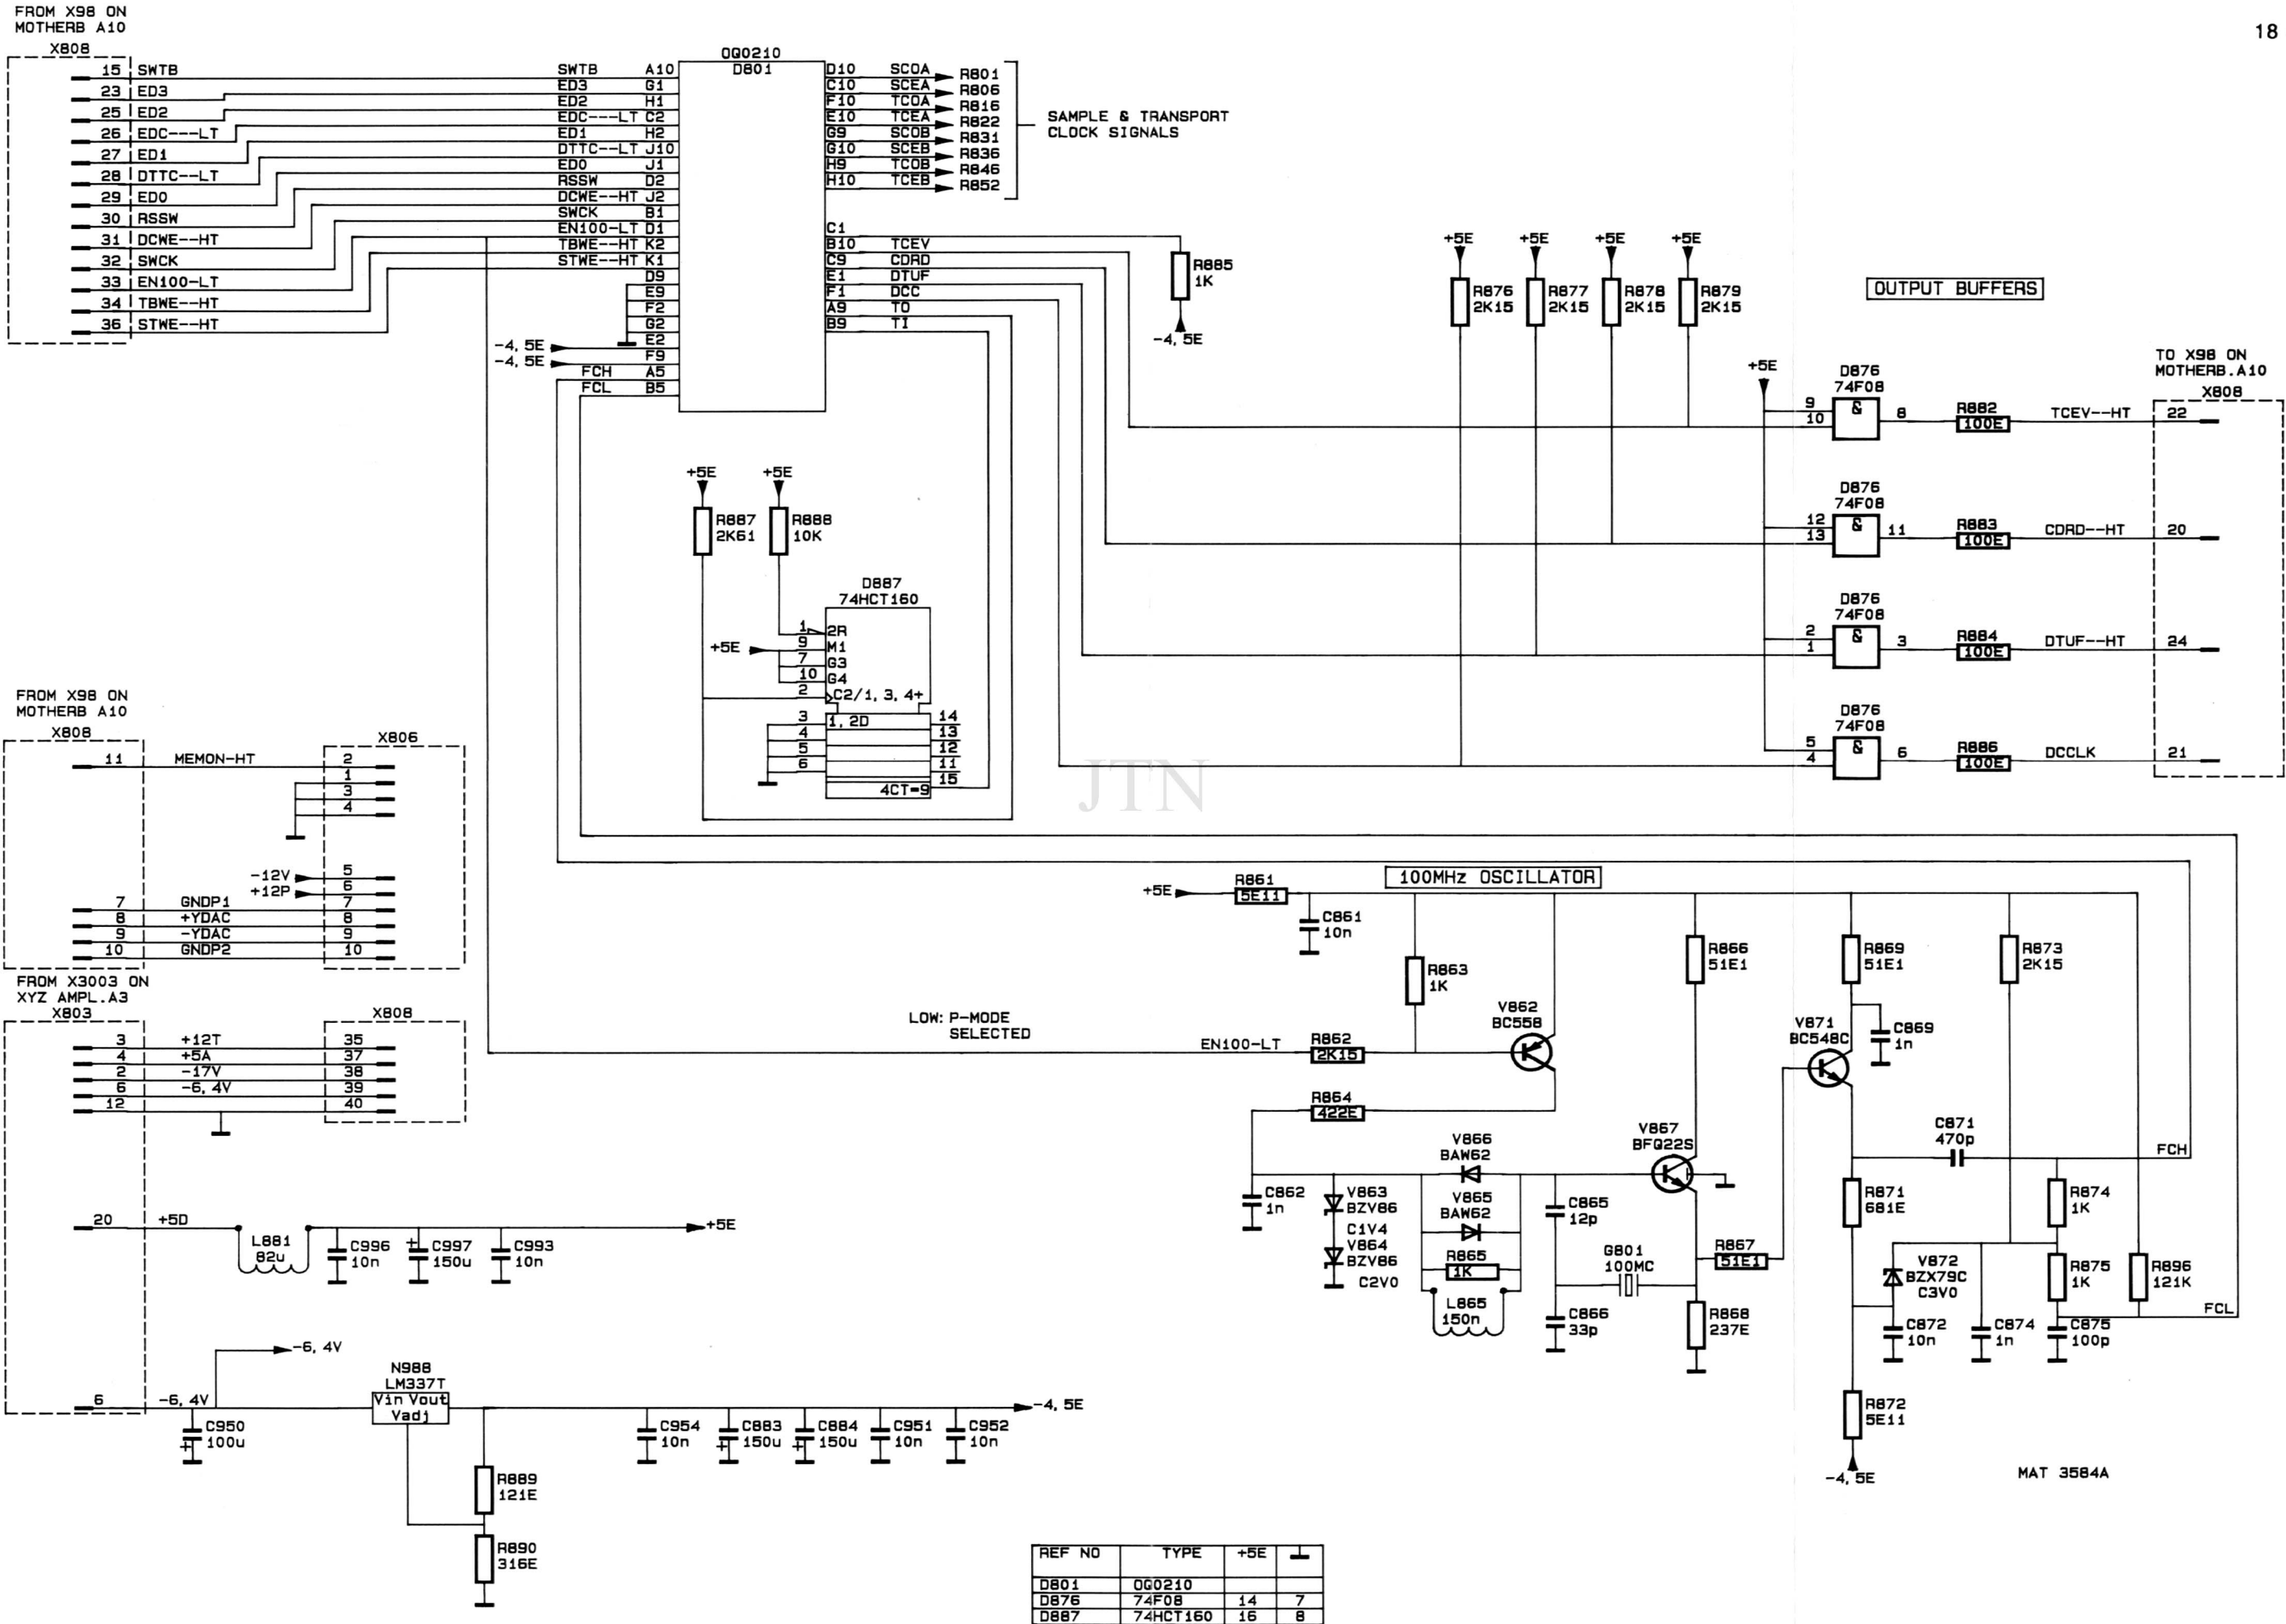 18
FROM X98 ON
MOTHERB A10
X808
15 SWTB
23 ED3
25 ED2
26 EDC---LT
27 ED1
28 DTTC--LT
29 ED0
30 RSSW
31 DCWE--HT
32 SWCK
33 EN100-LT
34 TBWE--HT
36 STWE--HT
OQ0210
D801
SWTB A10
ED3 G1
ED2 H1
EDC---LT C2
ED1 H2
DTTC--LT J10
ED0 J1
RSSW D2
DCWE--HT J2
SWCK B1
EN100-LT D1
TBWE--HT K2
STWE--HT K1
D9
E9
F2
G2
-4,5E E2
-4,5E F9
FCH A5
FCL B5
D10 SCOA R801
C10 SCEA R806
F10 TCOA R816
E10 TCEA R822
G9 SCOB R831
G10 SCEB R836
H9 TCOB R846
H10 TCEB R852
SAMPLE & TRANSPORT
CLOCK SIGNALS
C1
B10 TCEV
C9 CDRD
E1 DTUF
F1 DCC
A9 TO
B9 TI
R885
1K
-4,5E
+5E +5E +5E +5E
R876 R877 R878 R879
2K15 2K15 2K15 2K15
OUTPUT BUFFERS
+5E
TO X98 ON
MOTHERB.A10
X808
D876
74F08
9
10
&
8
R882
100E
TCEV--HT 22
D876
74F08
12
13
&
11
R883
100E
CDRD--HT 20
D876
74F08
2
1
&
3
R884
100E
DTUF--HT 24
D876
74F08
5
4
&
6
R886
100E
DCCLK 21
+5E +5E
R887 R888
2K61 10K
D887
74HCT160
1 2R
+5E
9 M1
7 G3
10 G4
2 C2/1,3,4+
3 1,2D 14
4 13
5 12
6 11
15
4CT=9
JTN
FROM X98 ON
MOTHERB A10
X808
X806
11 MEMON-HT 2
1
3
4
-12V 5
+12P 6
7 GNDP1 7
8 +YDAC 8
9 -YDAC 9
10 GNDP2 10
FROM X3003 ON
XYZ AMPL.A3
X803
X808
3 +12T 35
4 +5A 37
2 -17V 38
6 -6,4V 39
12 40
20 +5D
L881
82u
C996
10n
+ C997
150u
C993
10n
+5E
-6,4V
6 -6,4V
C950
+ 100u
N988
LM337T
Vin Vout
Vadj
R889
121E
R890
316E
C954
10n
C883
+ 150u
C884
+ 150u
C951
10n
C952
10n
-4,5E
100MHz OSCILLATOR
+5E
R861
5E11
C861
10n
R863
1K
V862
BC558
LOW: P-MODE
SELECTED
EN100-LT
R862
2K15
R864
422E
C862
1n
V863
BZV86
C1V4
V864
BZV86
C2V0
V866
BAW62
V865
BAW62
R865
1K
L865
150n
C865
12p
C866
33p
G801
100MC
V867
BFQ22S
R866
51E1
R867
51E1
R868
237E
V871
BC548C
R869
51E1
C869
1n
R873
2K15
C871
470p
FCH
R871
681E
R874
1K
V872
BZX79C
C3V0
R875
1K
R896
121K
FCL
C872
10n
C874
1n
C875
100p
R872
5E11
-4,5E
MAT 3584A
REF NO TYPE +5E
D801 OQ0210
D876 74F08 14 7
D887 74HCT160 16 8